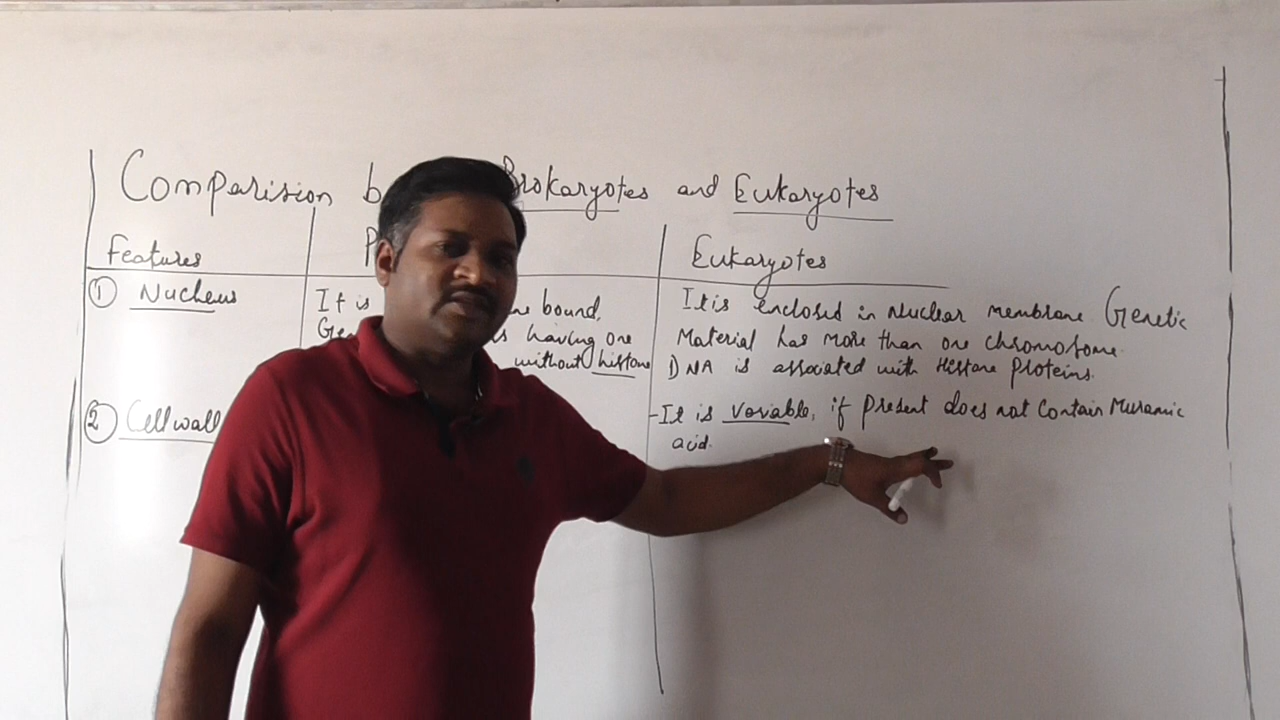 Comparision b Prokaryotes and Eukaryotes
Features P Eukaryotes
① Nucleus It is bound, It is enclosed in Nuclear membrane Genetic
Ge having one Material has more than one chromosome.
without histone DNA is associated with Histone Proteins.
② Cell wall - It is variable, if Present does not Contain Muramic
acid.